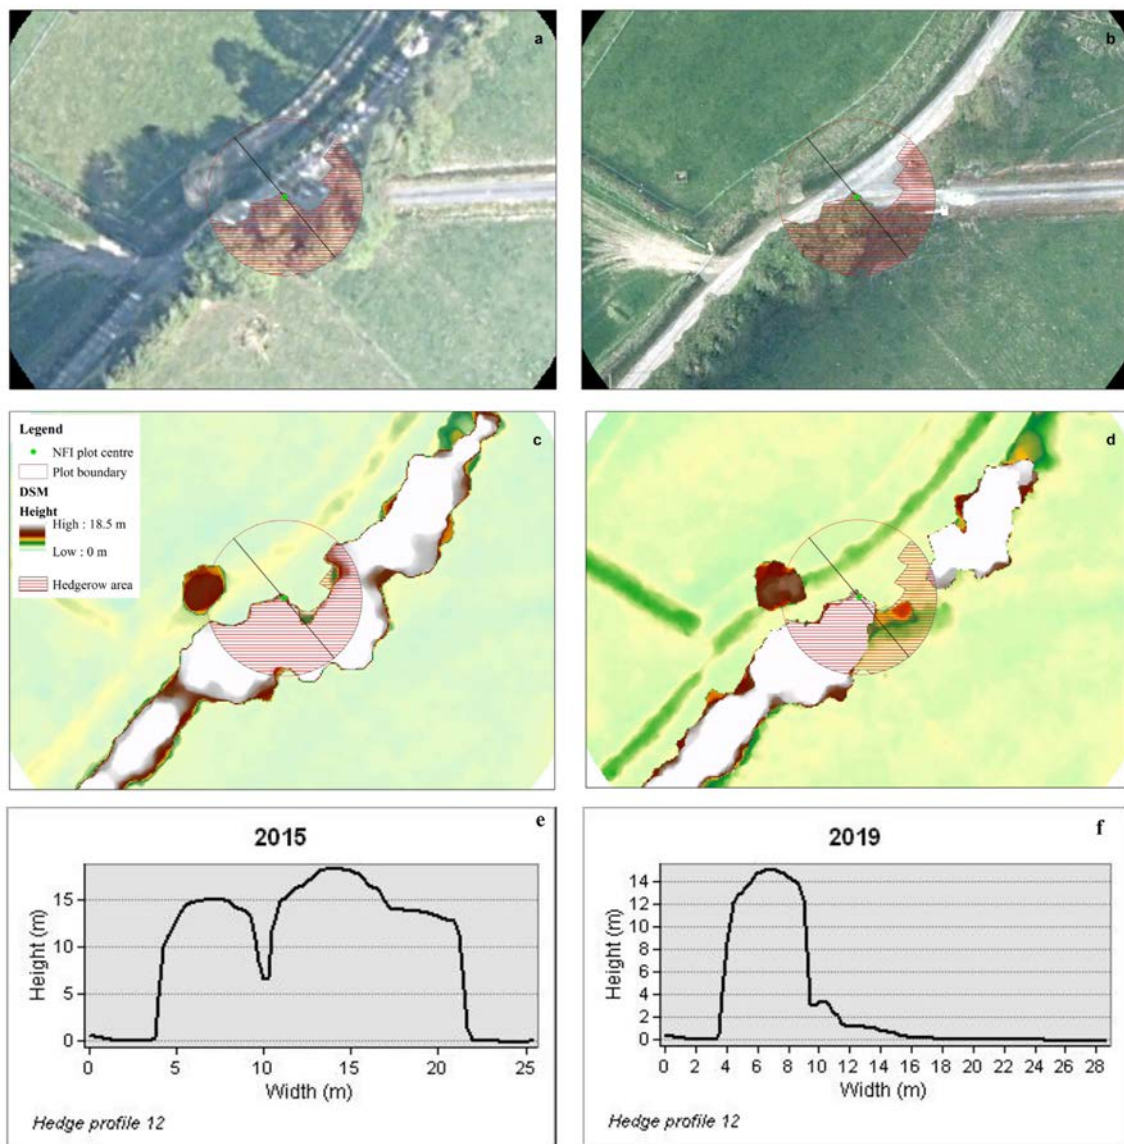 a
b
c
Legend
NFI plot centre
Plot boundary
DSM
Height
High : 18.5 m
Low : 0 m
Hedgerow area
d
e
2015
15
10
5
0
Height (m)
0 5 10 15 20 25
Width (m)
Hedge profile 12
f
2019
14
12
10
8
6
4
2
0
Height (m)
0 2 4 6 8 10 12 14 16 18 20 22 24 26 28
Width (m)
Hedge profile 12